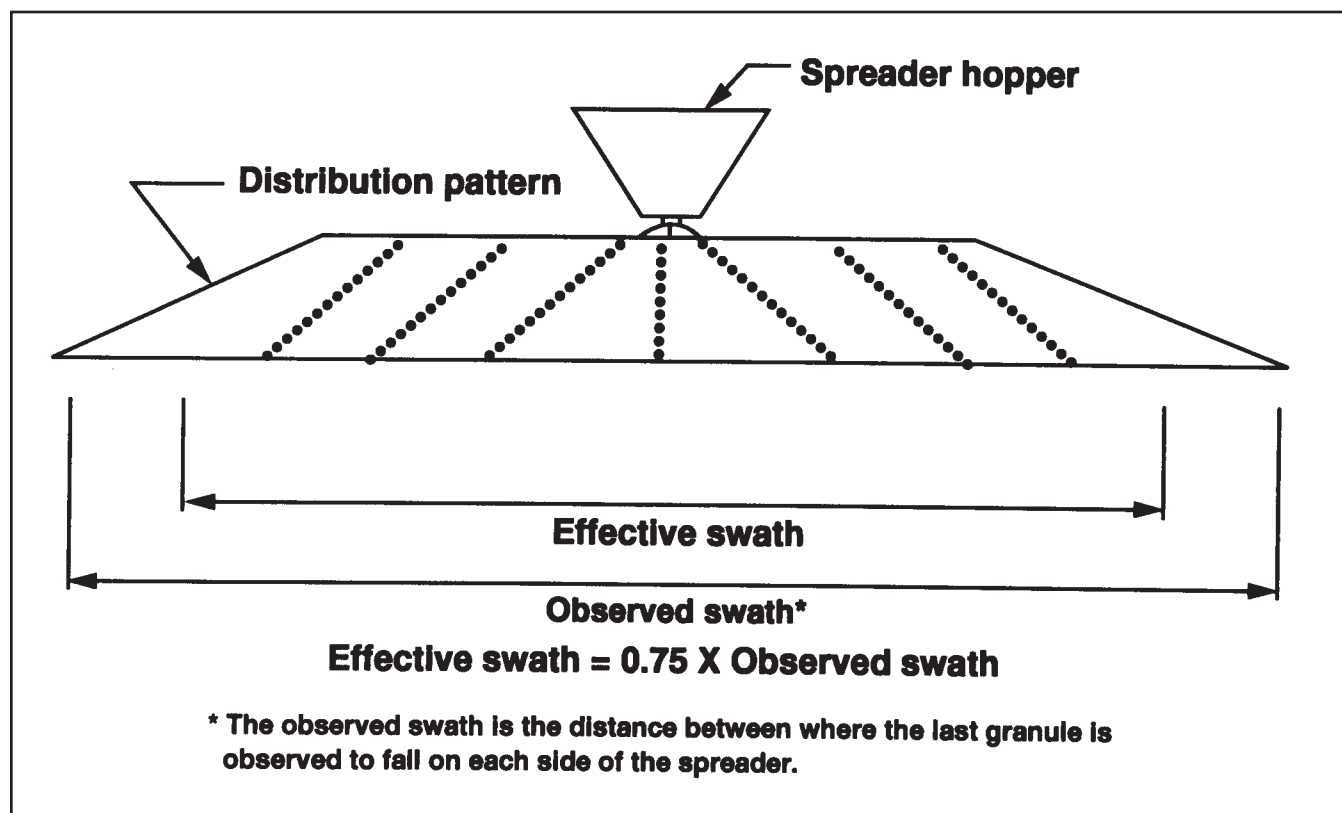 Spreader hopper
Distribution pattern
Effective swath
Observed swath*
Effective swath = 0.75 X Observed swath
* The observed swath is the distance between where the last granule is
observed to fall on each side of the spreader.